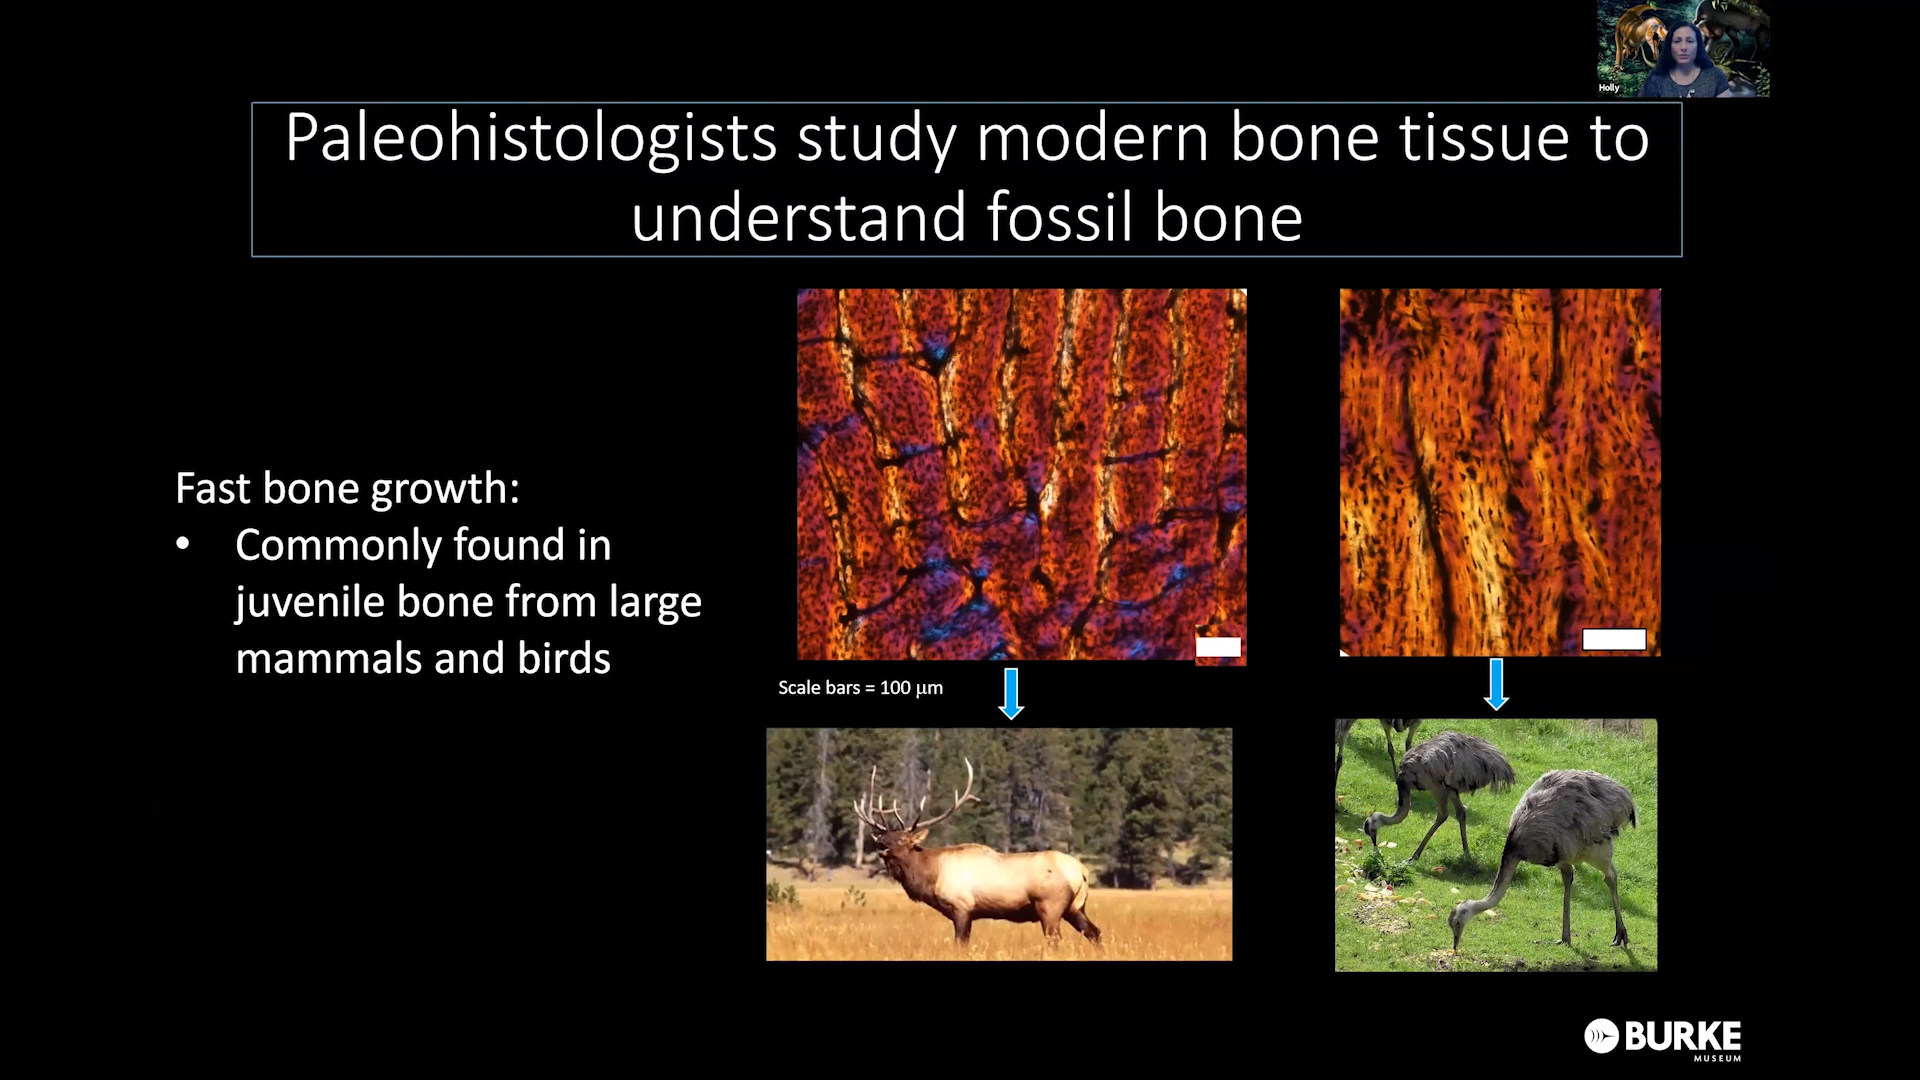 Holly
Paleohistologists study modern bone tissue to
understand fossil bone
Fast bone growth:
• Commonly found in
juvenile bone from large
mammals and birds
Scale bars = 100 μm
BURKE
MUSEUM